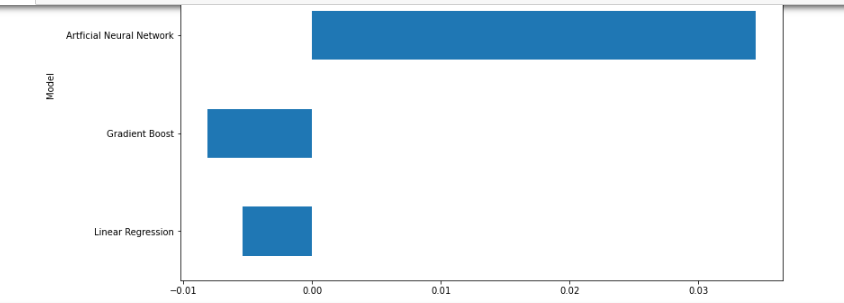 Artficial Neural Network
Model
Gradient Boost
Linear Regression
−0.01 0.00 0.01 0.02 0.03